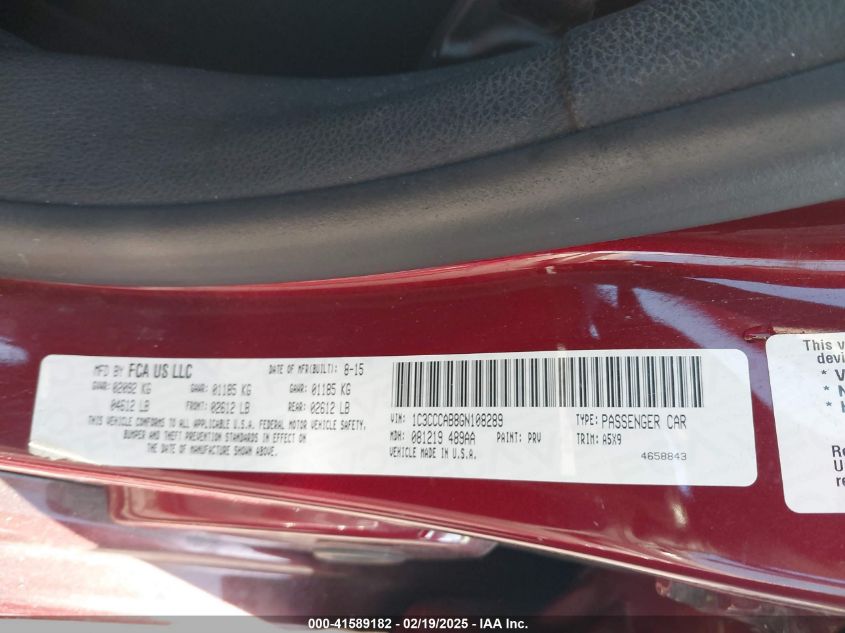 MFD BY FCA US LLC DATE OF MFR(BUILT): 8-15
GVWR: 02092 KG GAWR: 01185 KG GAWR: 01185 KG
04612 LB FRONT: 02612 LB REAR: 02612 LB
THIS VEHICLE CONFORMS TO ALL APPLICABLE U.S.A. FEDERAL MOTOR VEHICLE SAFETY,
BUMPER AND THEFT PREVENTION STANDARDS IN EFFECT ON
THE DATE OF MANUFACTURE SHOWN ABOVE.
VIN: 1C3CCCAB8GN108289 TYPE: PASSENGER CAR
MDH: 081219 489AA PAINT: PRV TRIM: A5X9
VEHICLE MADE IN U.S.A. 4658843
This v
devi
* V
* N
*
Re
U
re
000-41589182 - 02/19/2025 - IAA Inc.